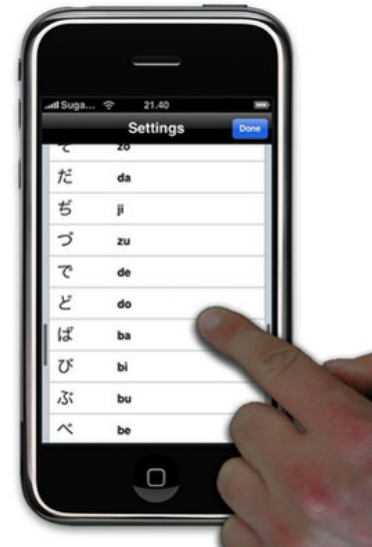 Suga... 21.40
Settings Done
zo
だ da
ぢ ji
づ zu
で de
ど do
ば ba
び bi
ぶ bu
べ be